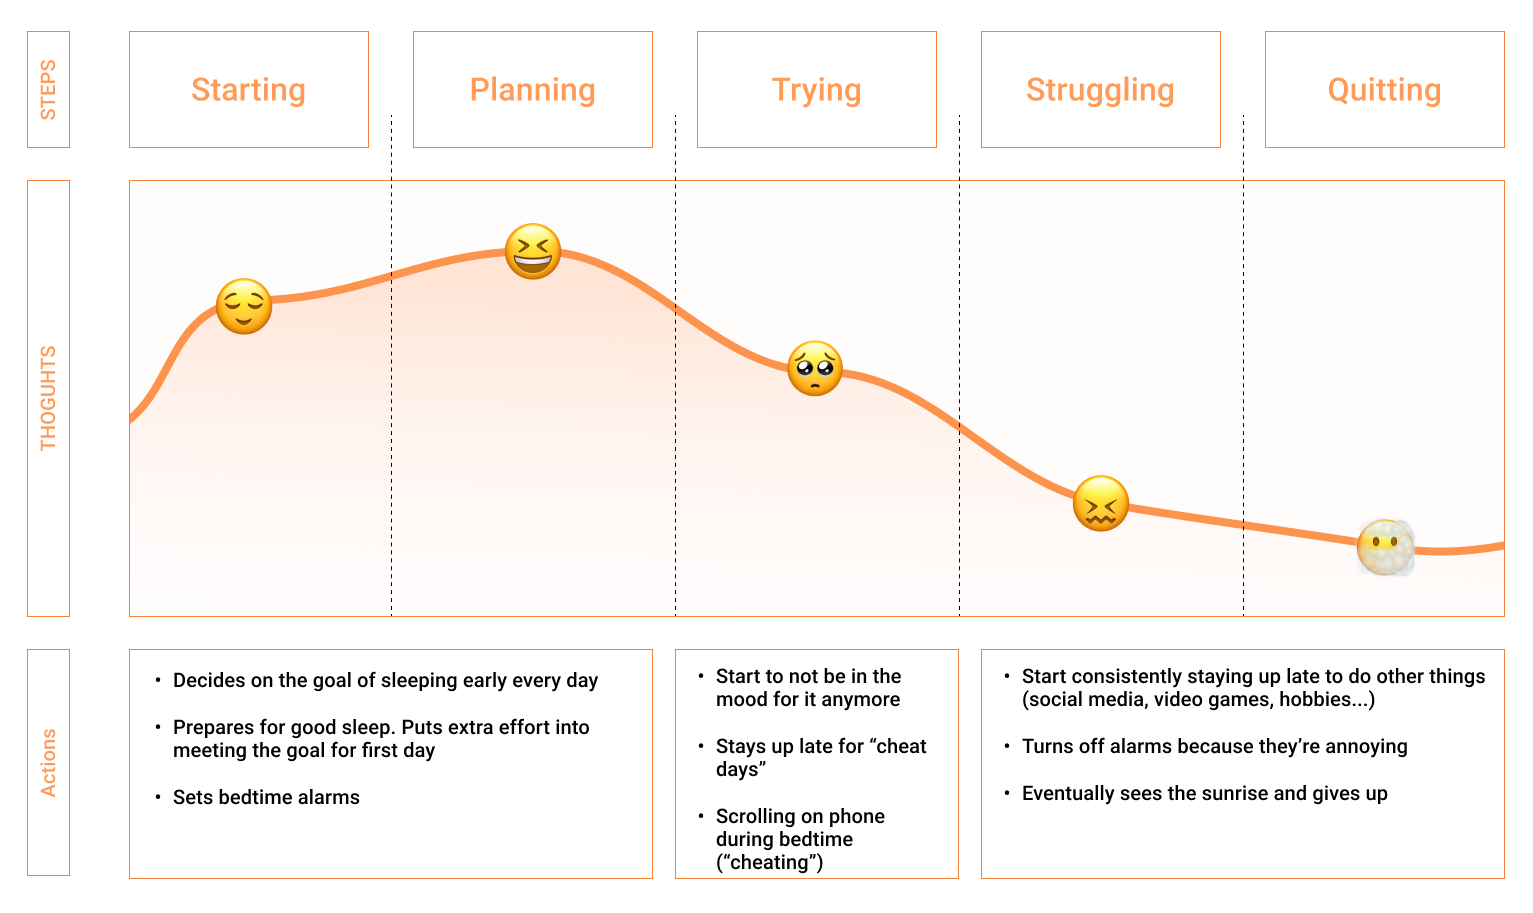 STEPS
Starting
Planning
Trying
Struggling
Quitting
THOGUHTS
Actions
• Decides on the goal of sleeping early every day
• Prepares for good sleep. Puts extra effort into
meeting the goal for first day
• Sets bedtime alarms
• Start to not be in the
mood for it anymore
• Stays up late for “cheat
days”
• Scrolling on phone
during bedtime
(“cheating”)
• Start consistently staying up late to do other things
(social media, video games, hobbies...)
• Turns off alarms because they’re annoying
• Eventually sees the sunrise and gives up